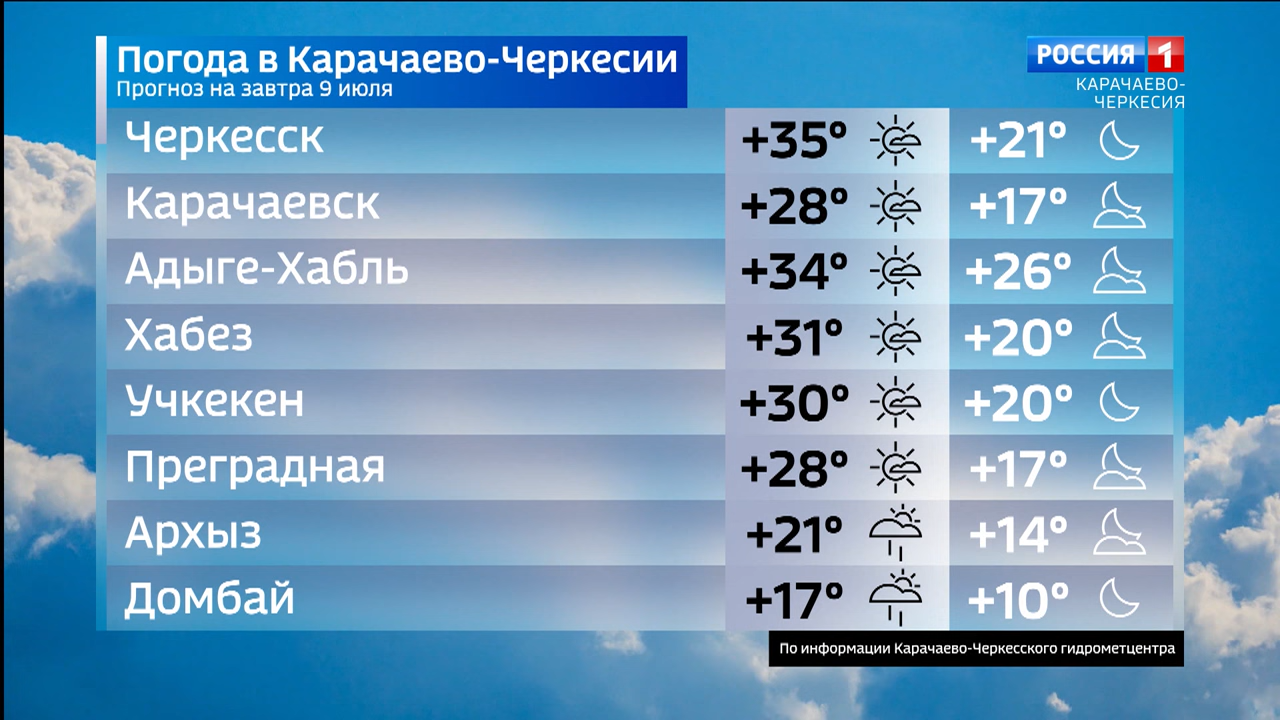 Погода в Карачаево-Черкесии
Прогноз на завтра 9 июля
РОССИЯ 1
КАРАЧАЕВО-
ЧЕРКЕСИЯ
Черкесск +35° +21°
Карачаевск +28° +17°
Адыге-Хабль +34° +26°
Хабез +31° +20°
Учкекен +30° +20°
Преградная +28° +17°
Архыз +21° +14°
Домбай +17° +10°
По информации Карачаево-Черкесского гидрометцентра